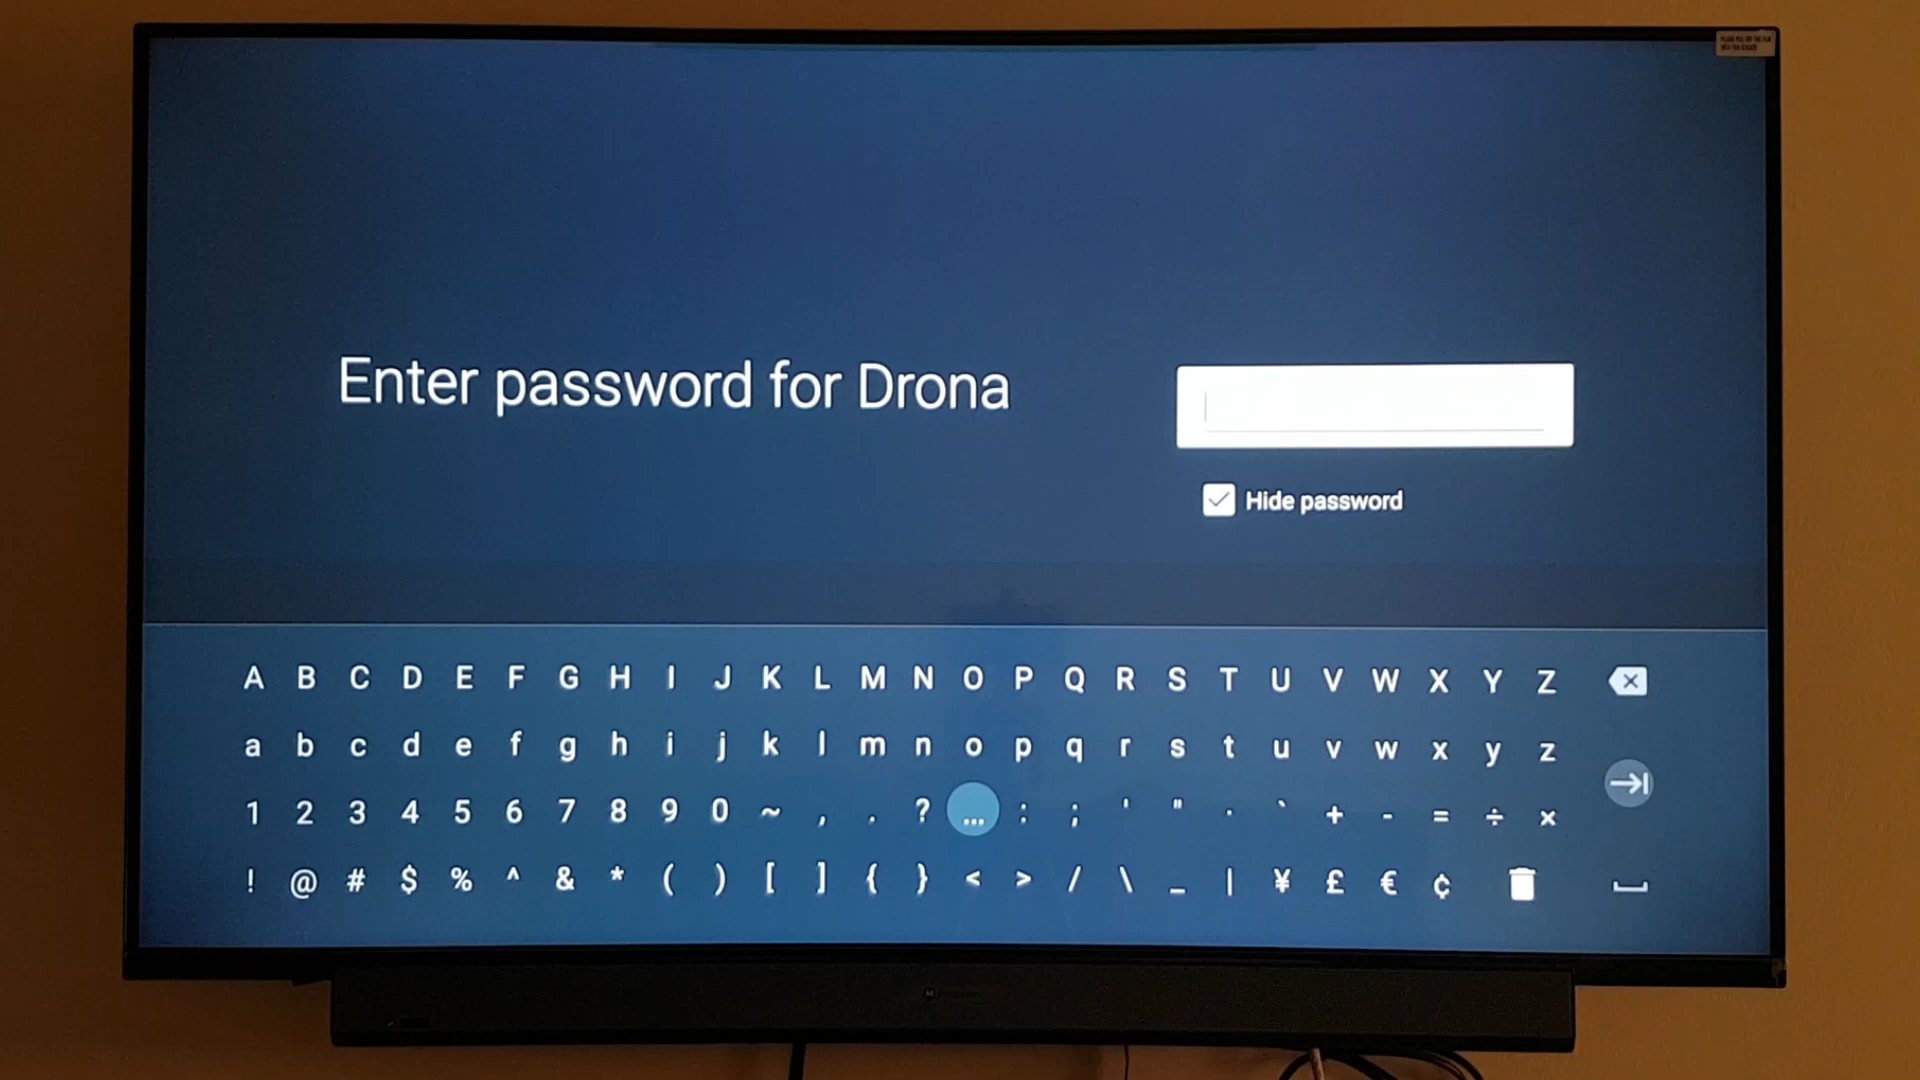 Enter password for Drona
Hide password
A B C D E F G H I J K L M N O P Q R S T U V W X Y Z
a b c d e f g h i j k l m n o p q r s t u v w x y z
1 2 3 4 5 6 7 8 9 0 ~ , . ? ... : ; ' " · ` + - = ÷ ×
! @ # $ % ^ & * ( ) [ ] { } < > / \ _ | ¥ £ € ¢